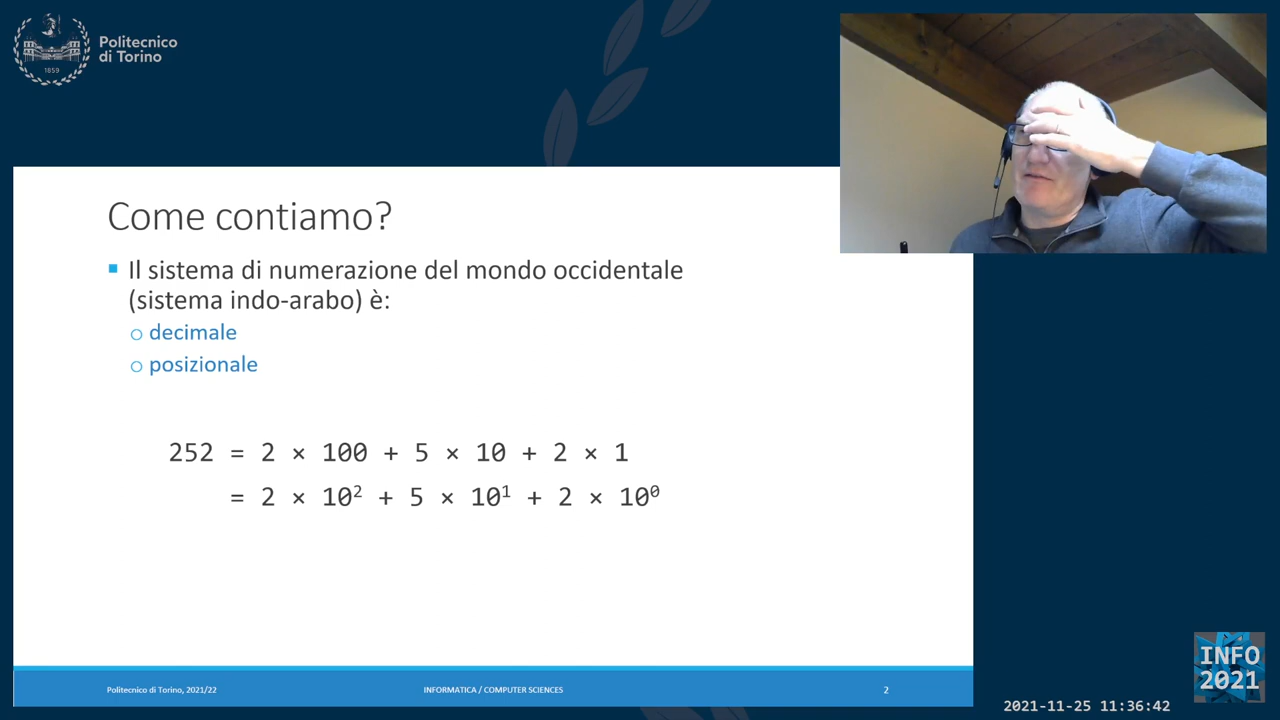 Politecnico
di Torino
1859
Come contiamo?
▪ Il sistema di numerazione del mondo occidentale
(sistema indo-arabo) è:
o decimale
o posizionale
252 = 2 × 100 + 5 × 10 + 2 × 1
= 2 × 10² + 5 × 10¹ + 2 × 10⁰
Politecnico di Torino, 2021/22
INFORMATICA / COMPUTER SCIENCES
2
INFO
2021
2021-11-25 11:36:42